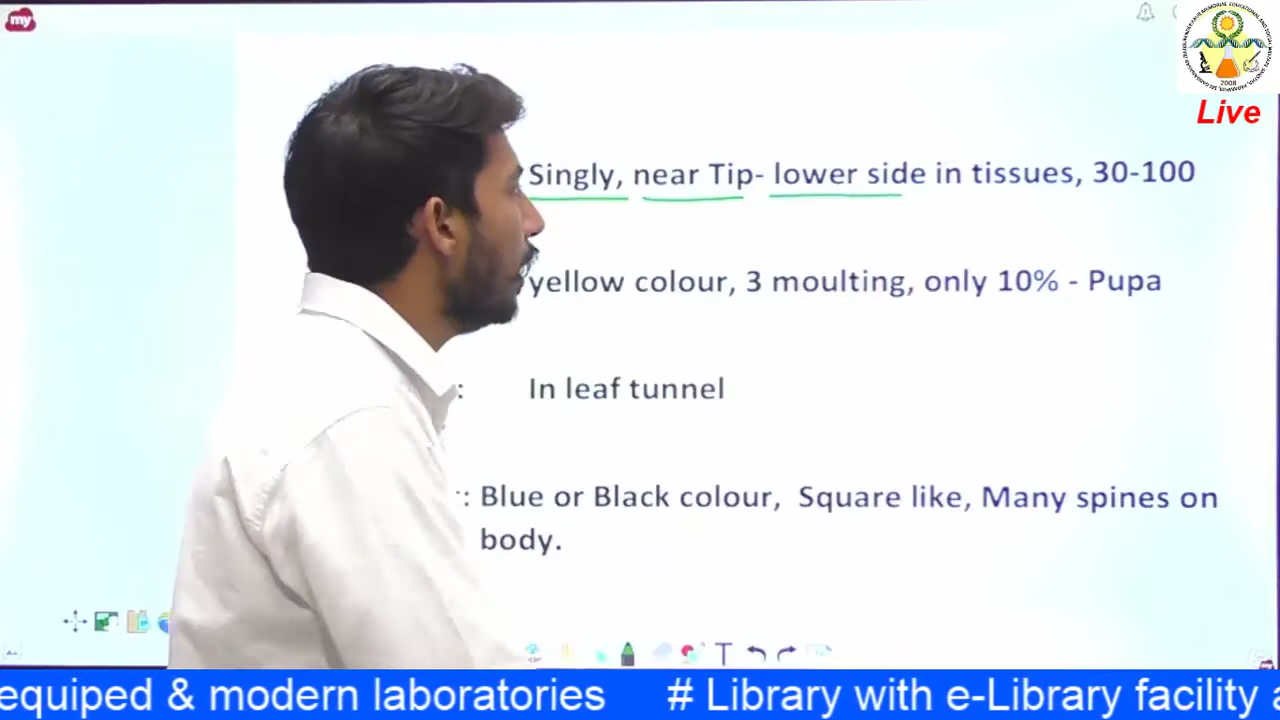 my
2008
Live
Singly, near Tip- lower side in tissues, 30-100
yellow colour, 3 moulting, only 10% - Pupa
: In leaf tunnel
: Blue or Black colour, Square like, Many spines on
body.
T
equiped & modern laboratories # Library with e-Library facility a